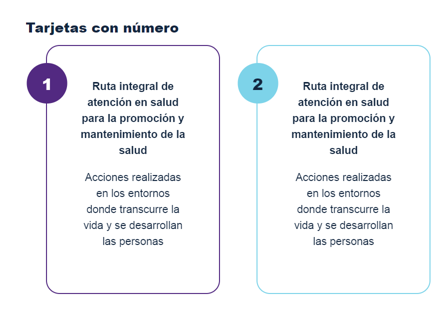 Tarjetas con número
1
Ruta integral de
atención en salud
para la promoción y
mantenimiento de la
salud
Acciones realizadas
en los entornos
donde transcurre la
vida y se desarrollan
las personas
2
Ruta integral de
atención en salud
para la promoción y
mantenimiento de la
salud
Acciones realizadas
en los entornos
donde transcurre la
vida y se desarrollan
las personas